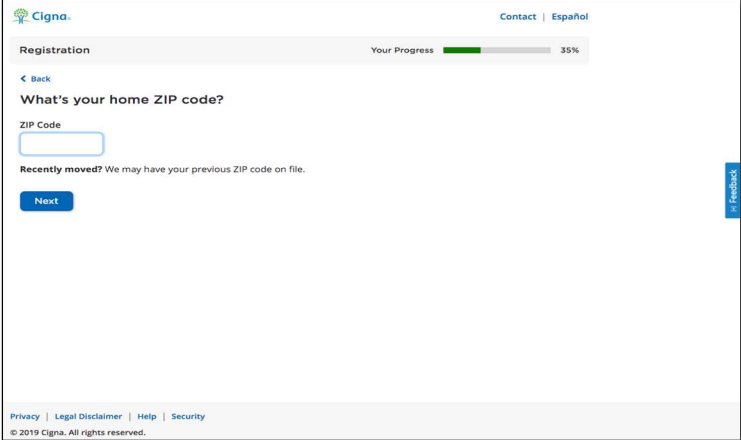 Cigna.
Contact | Español
Registration
Your Progress 35%
Back
What's your home ZIP code?
ZIP Code
Recently moved? We may have your previous ZIP code on file.
Next
Feedback
Privacy | Legal Disclaimer | Help | Security
© 2019 Cigna. All rights reserved.